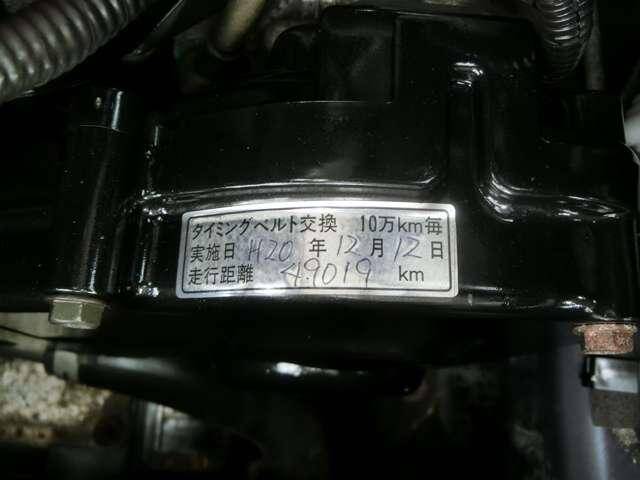 タイミングベルト交換 10万km毎
実施日 H20 年 12 月 12 日
走行距離 49019 km